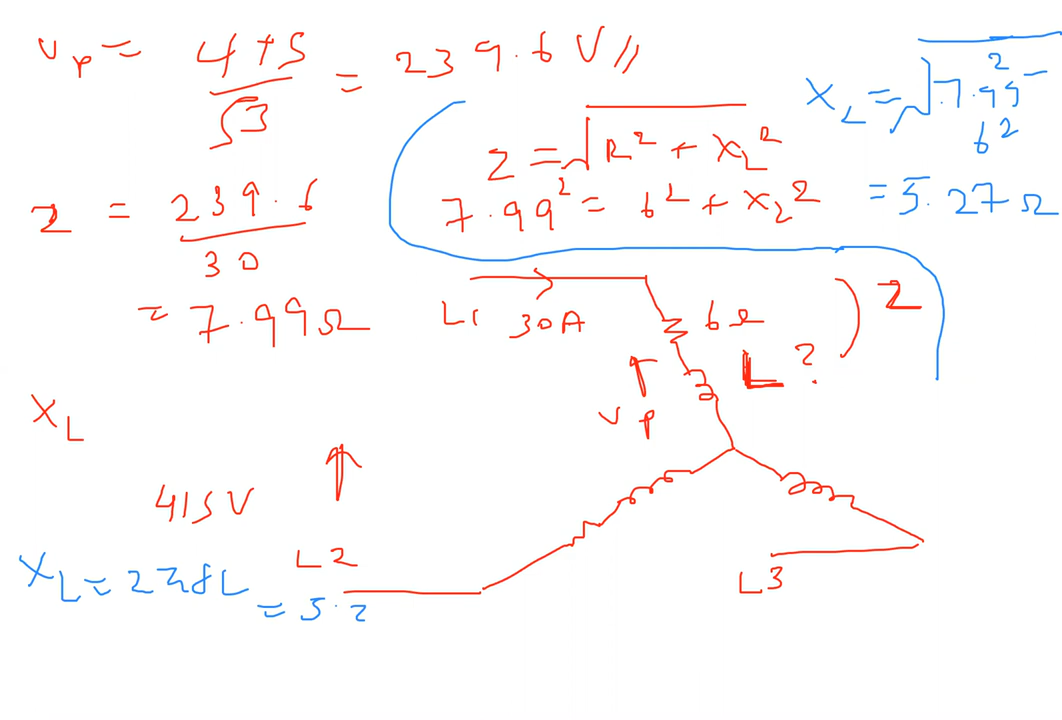 Vp = 415/√3 = 239.6 V //
Z = 239.6/30
= 7.99Ω
XL
Z = √R² + XL²
7.99² = 6² + XL²
XL = √7.99² - 6²
= 5.27Ω
L1 30A
6Ω
L ?
Z
Vp
415V
L2
L3
XL = 2πfL
= 5.2